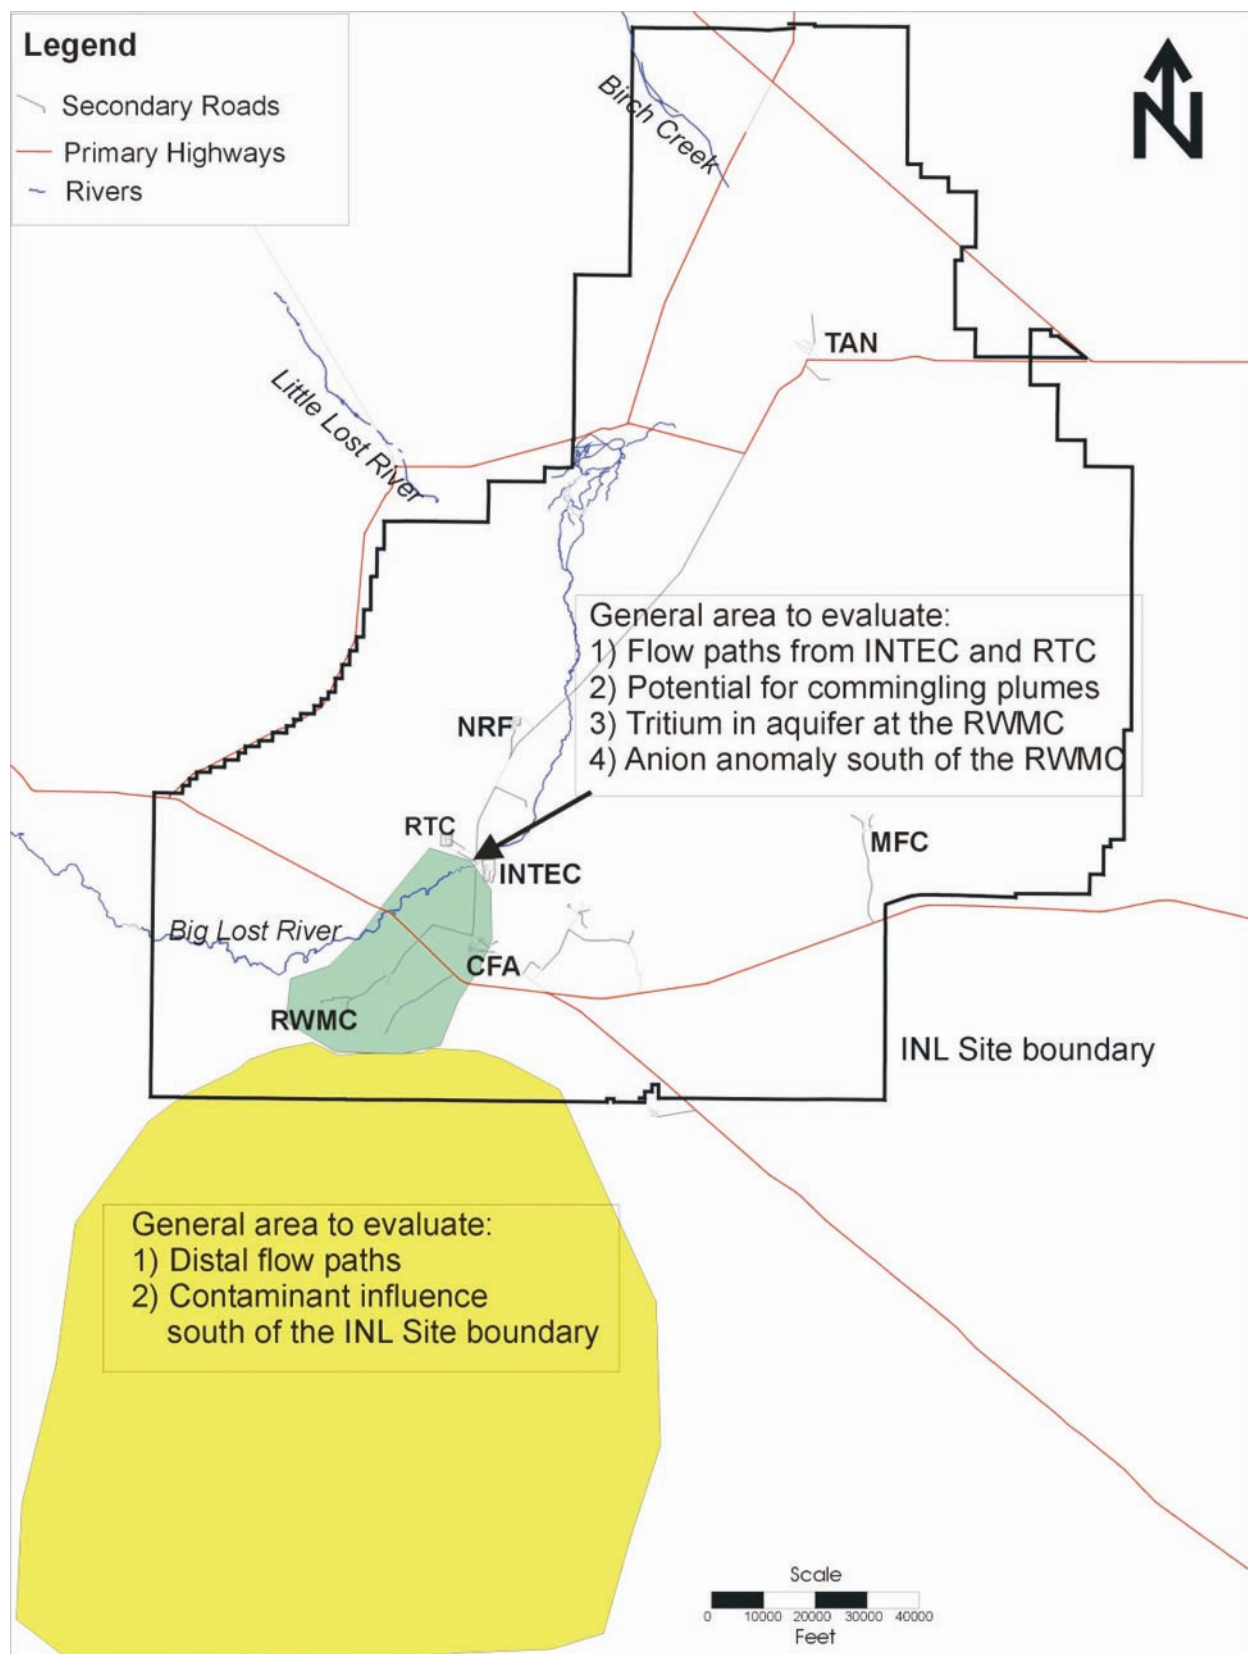 Legend
Secondary Roads
Primary Highways
Rivers
N
Birch Creek
TAN
Little Lost River
General area to evaluate:
1) Flow paths from INTEC and RTC
2) Potential for commingling plumes
3) Tritium in aquifer at the RWMC
4) Anion anomaly south of the RWMC
NRF
RTC
MFC
INTEC
Big Lost River
CFA
RWMC
INL Site boundary
General area to evaluate:
1) Distal flow paths
2) Contaminant influence
south of the INL Site boundary
Scale
0 10000 20000 30000 40000
Feet